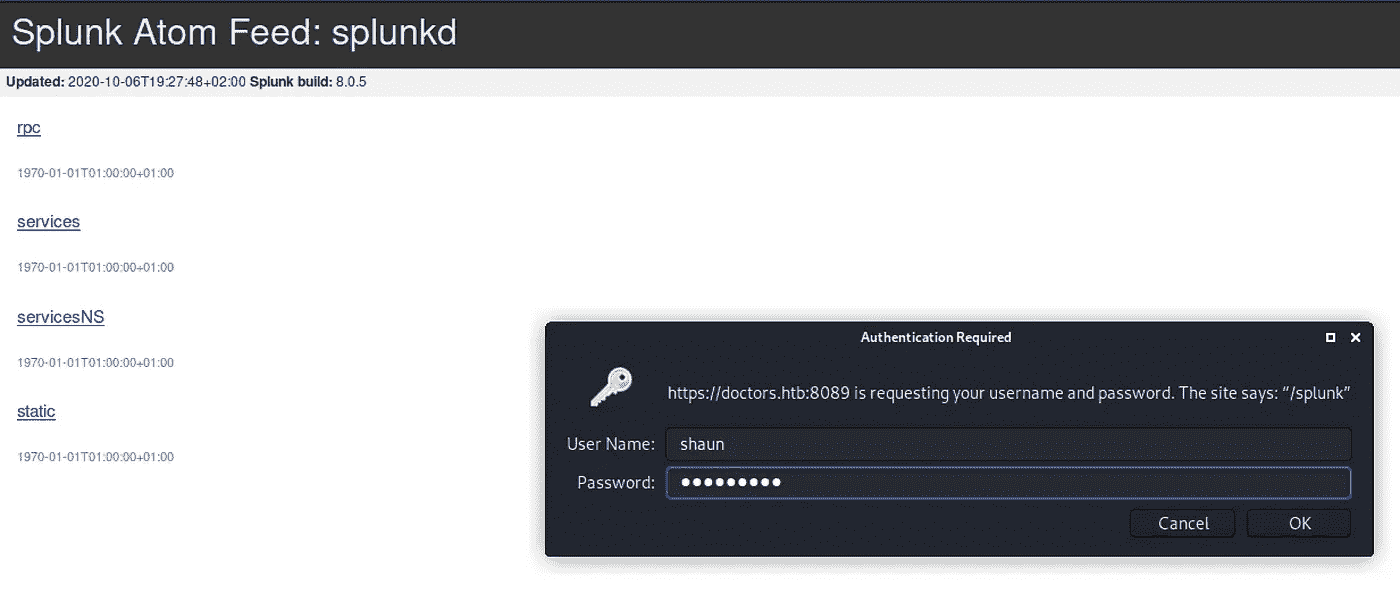 Splunk Atom Feed: splunkd
Updated: 2020-10-06T19:27:48+02:00 Splunk build: 8.0.5
rpc
1970-01-01T01:00:00+01:00
services
1970-01-01T01:00:00+01:00
servicesNS
1970-01-01T01:00:00+01:00
static
1970-01-01T01:00:00+01:00
Authentication Required
https://doctors.htb:8089 is requesting your username and password. The site says: “/splunk”
User Name: shaun
Password: ●●●●●●●●●
Cancel OK